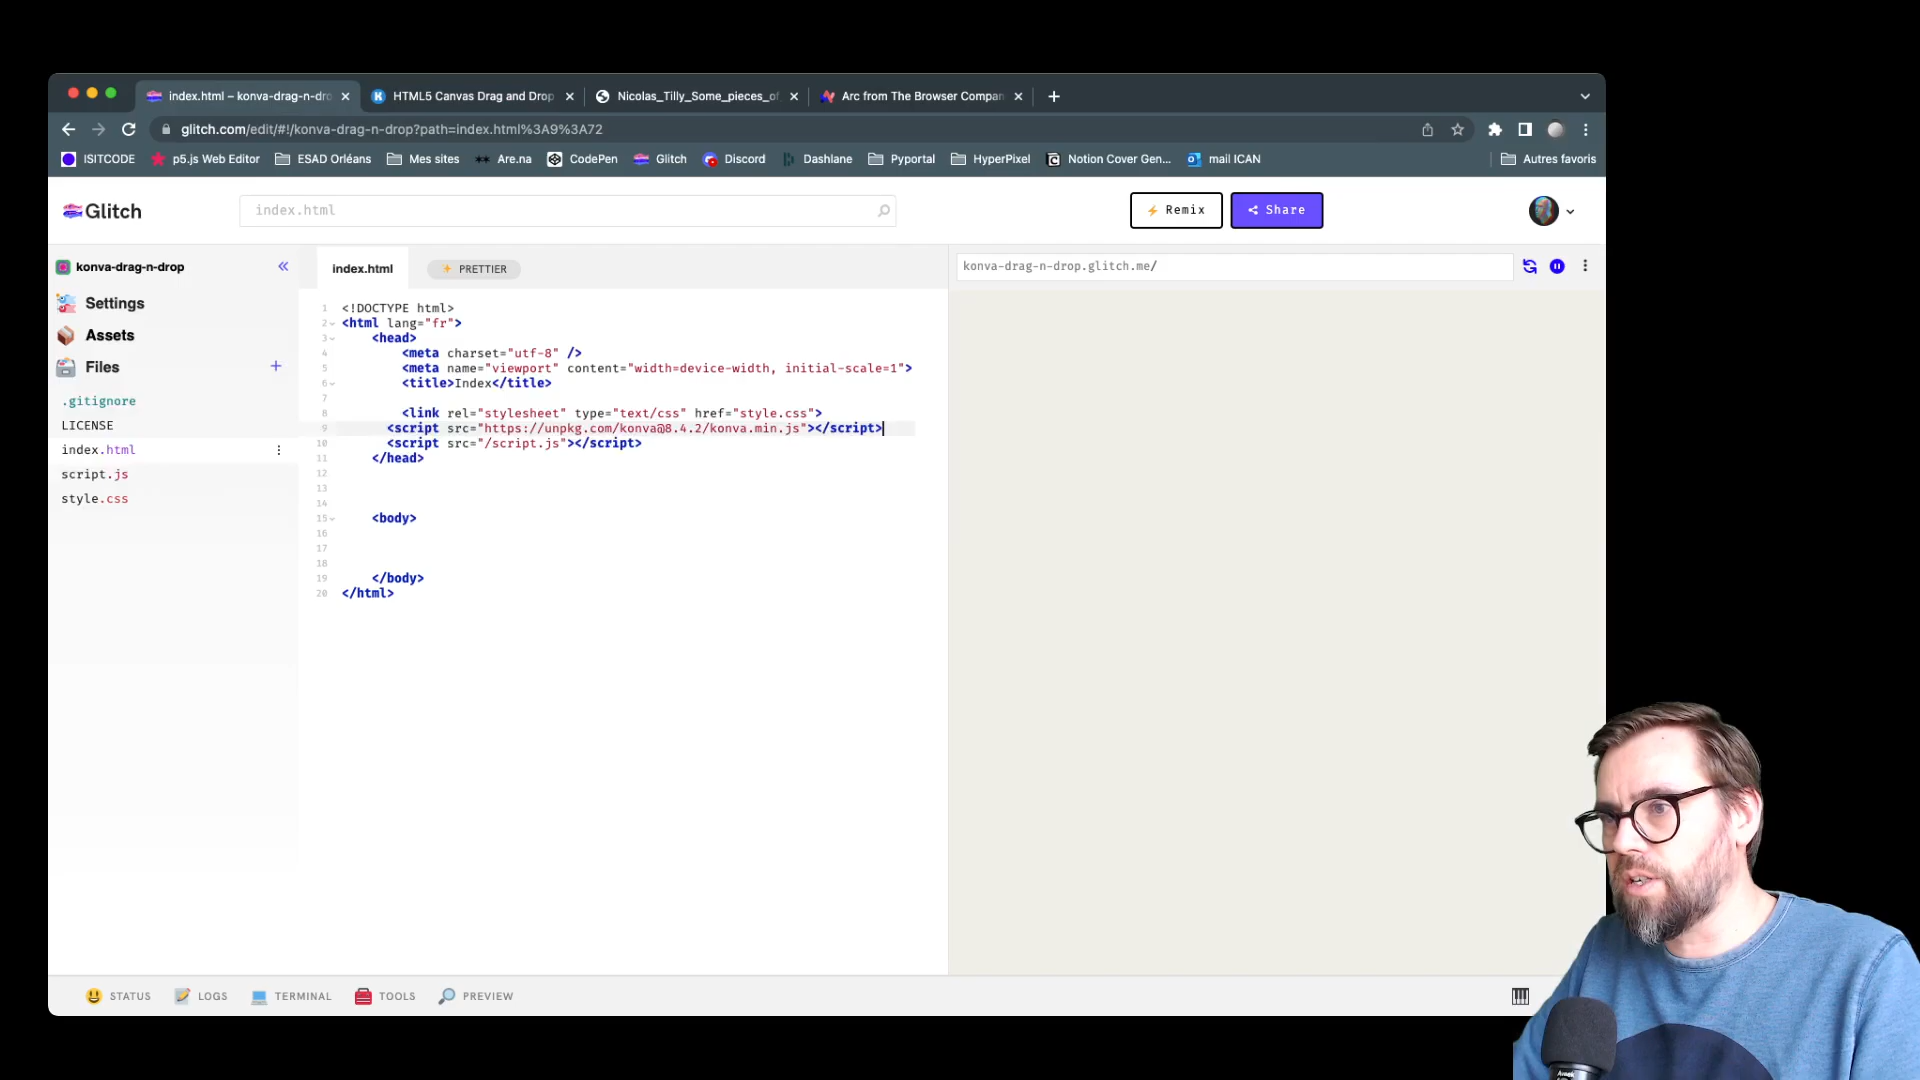 index.html – konva-drag-n-dro
HTML5 Canvas Drag and Drop
Nicolas_Tilly_Some_pieces_of
Arc from The Browser Compan
glitch.com/edit/#!/konva-drag-n-drop?path=index.html%3A9%3A72
ISITCODE
p5.js Web Editor
ESAD Orléans
Mes sites
Are.na
CodePen
Glitch
Discord
Dashlane
Pyportal
HyperPixel
Notion Cover Gen...
mail ICAN
Autres favoris
Glitch
index.html
Remix
Share
konva-drag-n-drop
Settings
Assets
Files
.gitignore
LICENSE
index.html
script.js
style.css
index.html
PRETTIER
1 <!DOCTYPE html>
2 <html lang="fr">
3 <head>
4 <meta charset="utf-8" />
5 <meta name="viewport" content="width=device-width, initial-scale=1">
6 <title>Index</title>
7
8 <link rel="stylesheet" type="text/css" href="style.css">
9 <script src="https://unpkg.com/konva@8.4.2/konva.min.js"></script>
10 <script src="/script.js"></script>
11 </head>
12
13
14
15 <body>
16
17
18
19 </body>
20 </html>
konva-drag-n-drop.glitch.me/
STATUS
LOGS
TERMINAL
TOOLS
PREVIEW